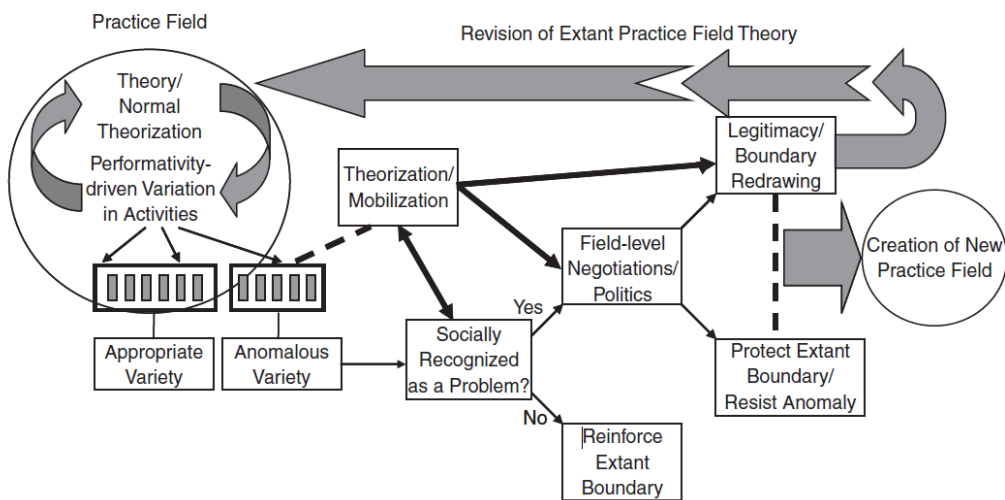 Practice Field
Revision of Extant Practice Field Theory
Theory/
Normal
Theorization
Performativity-
driven Variation
in Activities
Appropriate
Variety
Anomalous
Variety
Theorization/
Mobilization
Socially
Recognized
as a Problem?
Yes
No
Field-level
Negotiations/
Politics
Reinforce
Extant
Boundary
Legitimacy/
Boundary
Redrawing
Protect Extant
Boundary/
Resist Anomaly
Creation of New
Practice Field